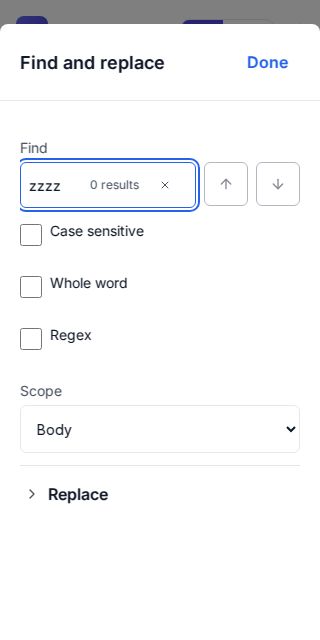 Find and replace
Done
Find
zzzz
0 results
Case sensitive
Whole word
Regex
Scope
Body
Replace